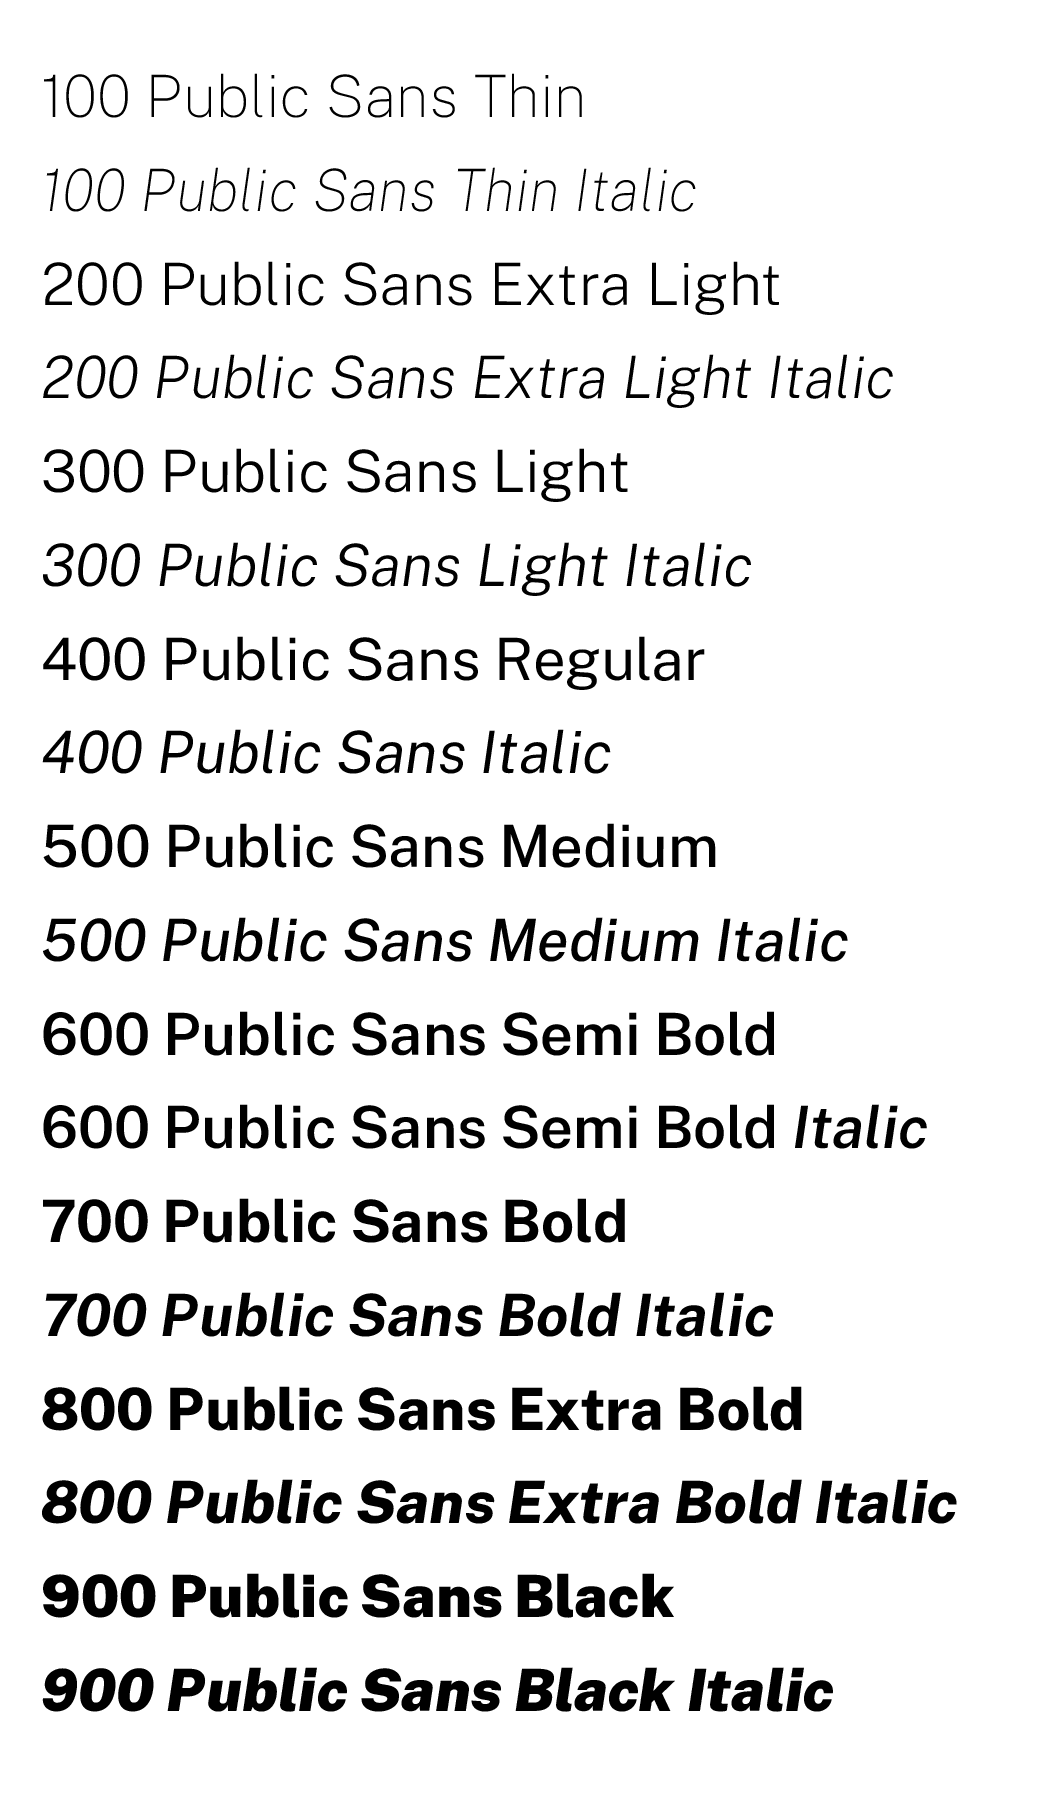 100 Public Sans Thin
100 Public Sans Thin Italic
200 Public Sans Extra Light
200 Public Sans Extra Light Italic
300 Public Sans Light
300 Public Sans Light Italic
400 Public Sans Regular
400 Public Sans Italic
500 Public Sans Medium
500 Public Sans Medium Italic
600 Public Sans Semi Bold
600 Public Sans Semi Bold Italic
700 Public Sans Bold
700 Public Sans Bold Italic
800 Public Sans Extra Bold
800 Public Sans Extra Bold Italic
900 Public Sans Black
900 Public Sans Black Italic